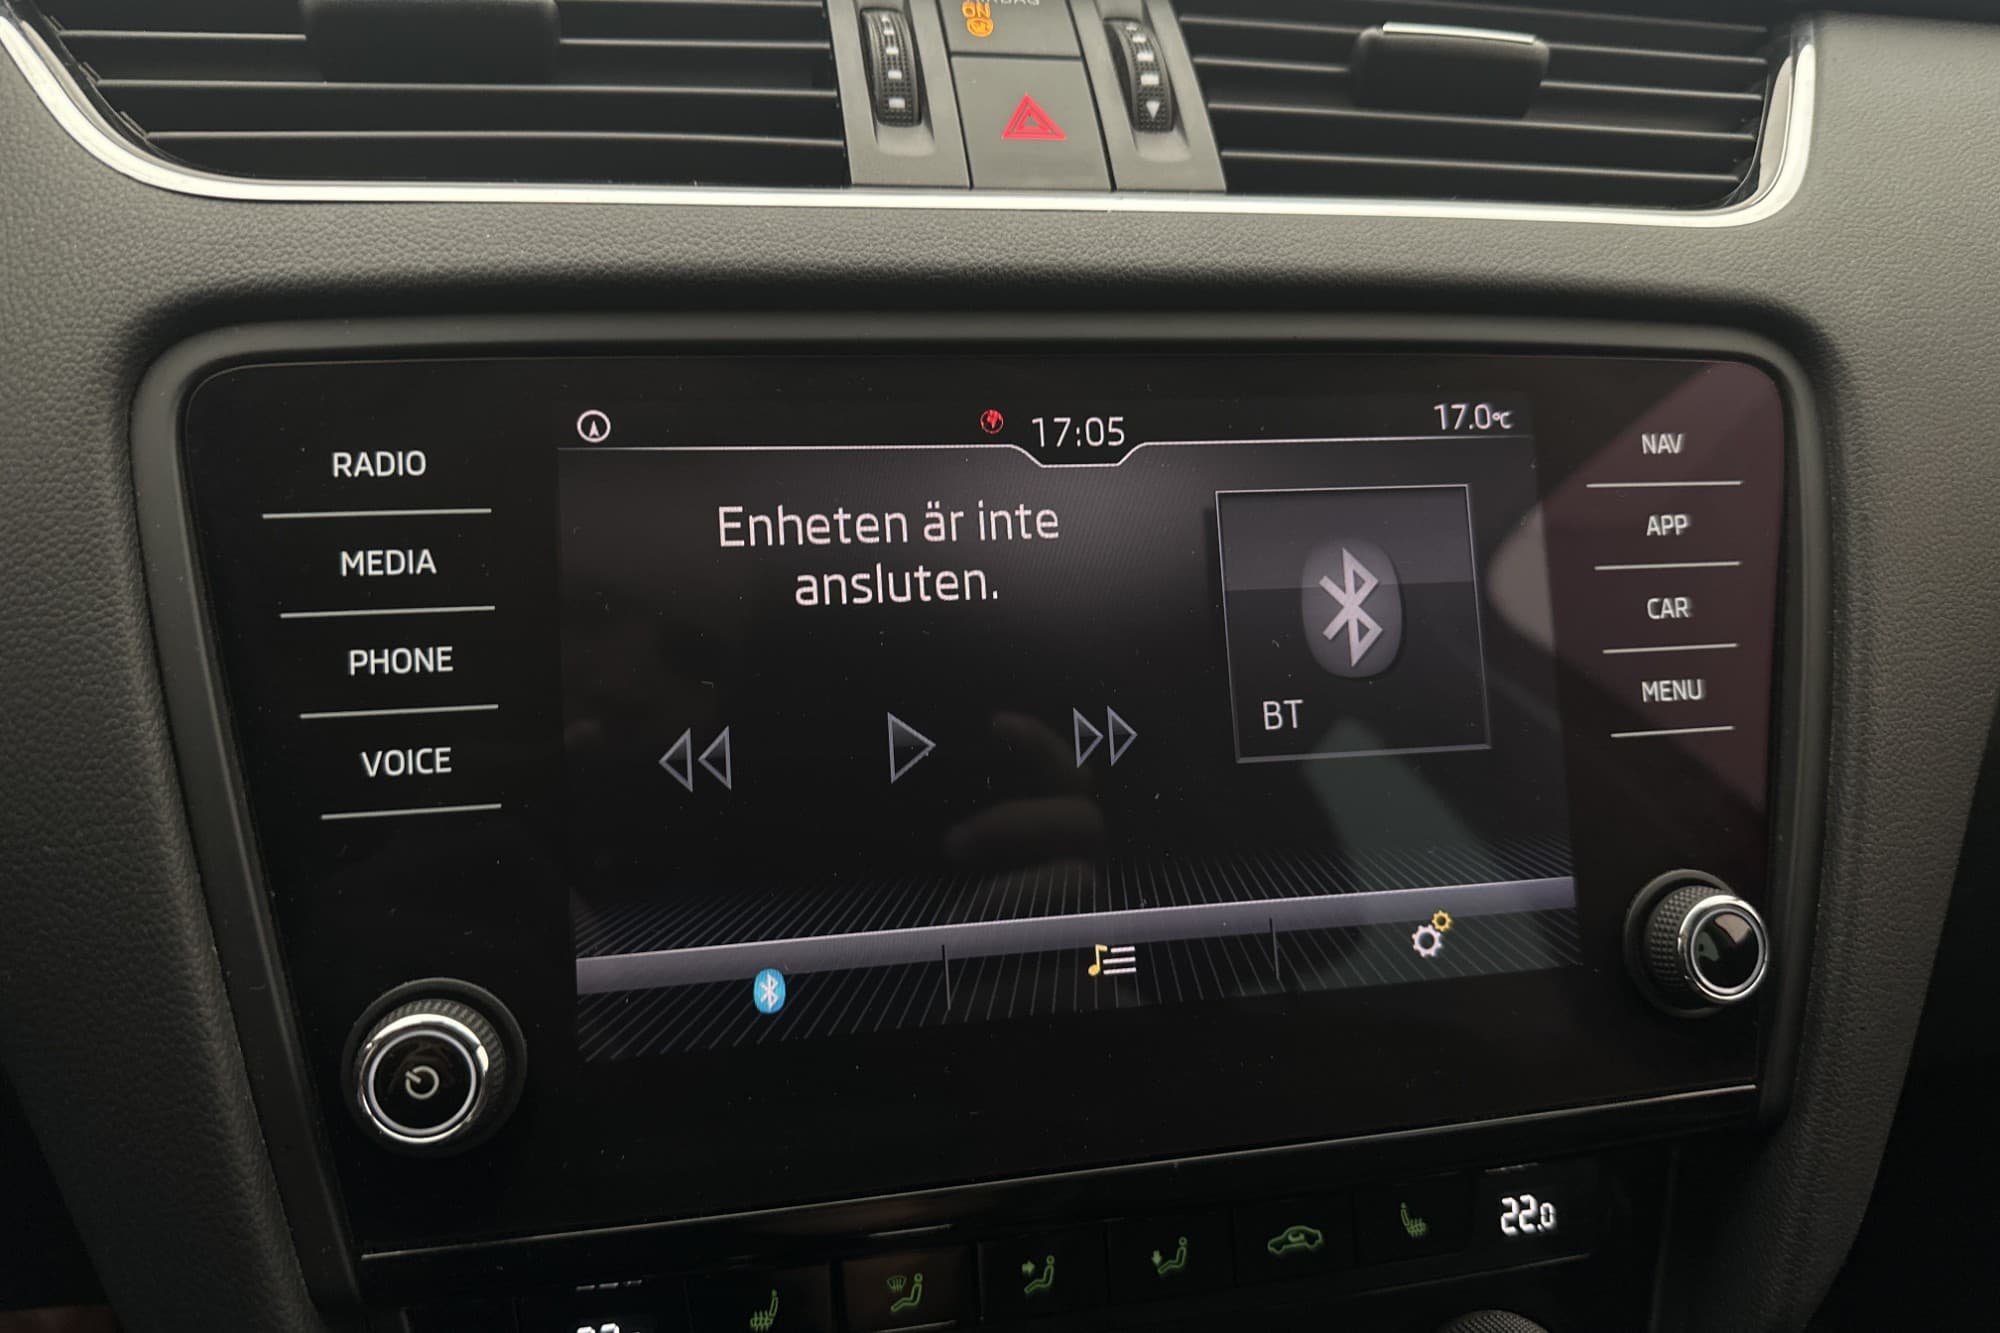 ON
17:05
17.0°C
RADIO
MEDIA
PHONE
VOICE
Enheten är inte
ansluten.
BT
NAV
APP
CAR
MENU
22.0